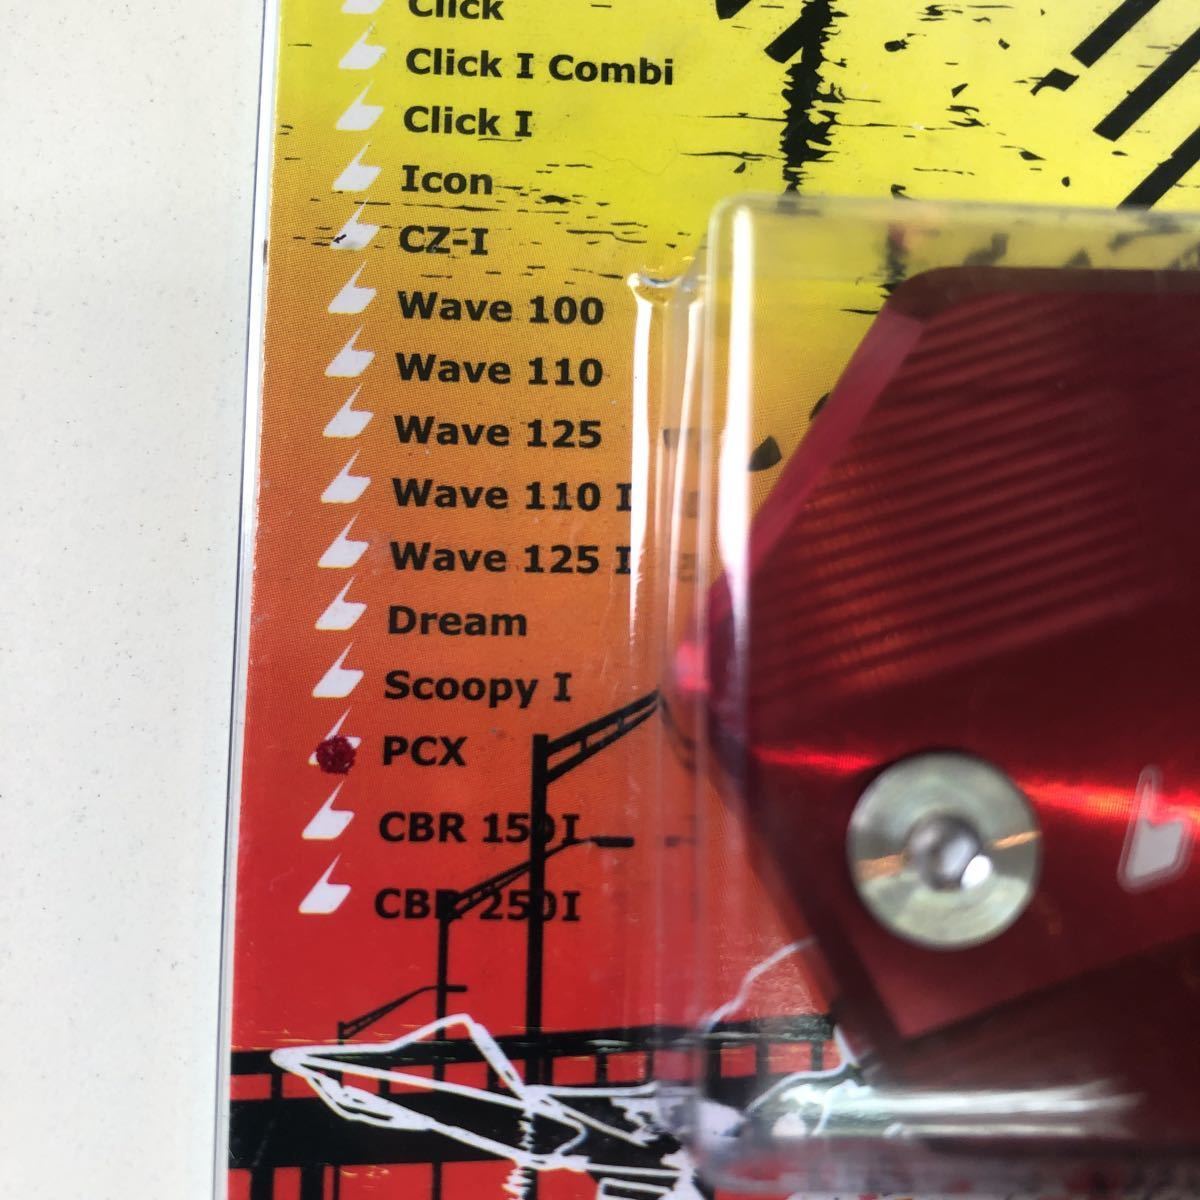 Click
Click I Combi
Click I
Icon
CZ-I
Wave 100
Wave 110
Wave 125
Wave 110 I
Wave 125 I
Dream
Scoopy I
PCX
CBR 150I
CBR 250I